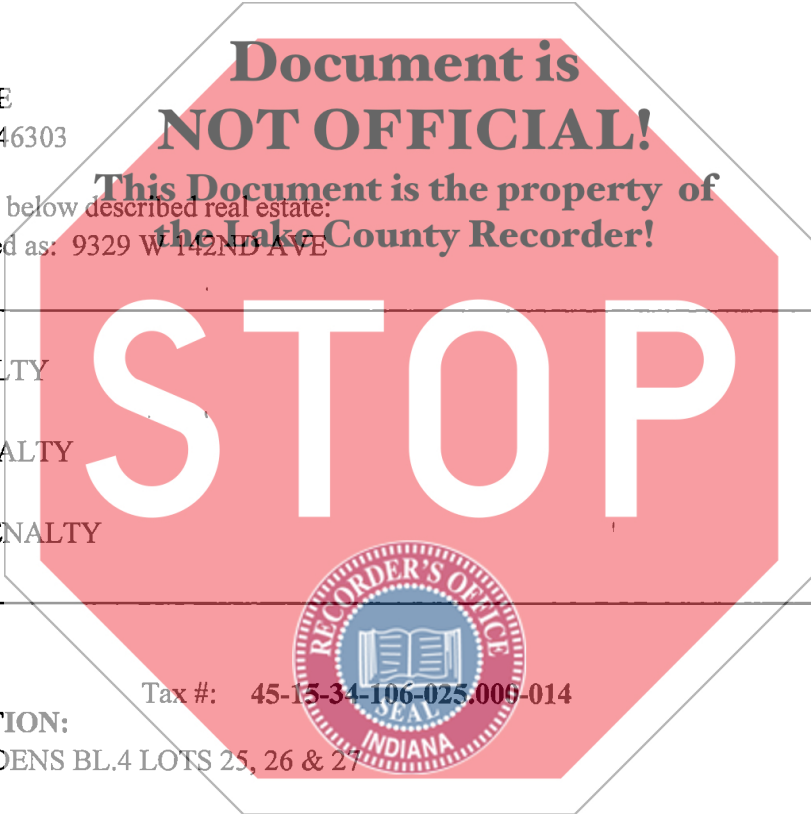 Document is
NOT OFFICIAL!
E
46303
This Document is the property of
below described real estate:
the Lake County Recorder!
ed as: 9329 W 142ND AVE
STOP
LTY
ALTY
ENALTY
RECORDER'S OFFICE
SEAL
INDIANA
Tax #: 45-15-34-106-025.000-014
TION:
DENS BL.4 LOTS 25, 26 & 27